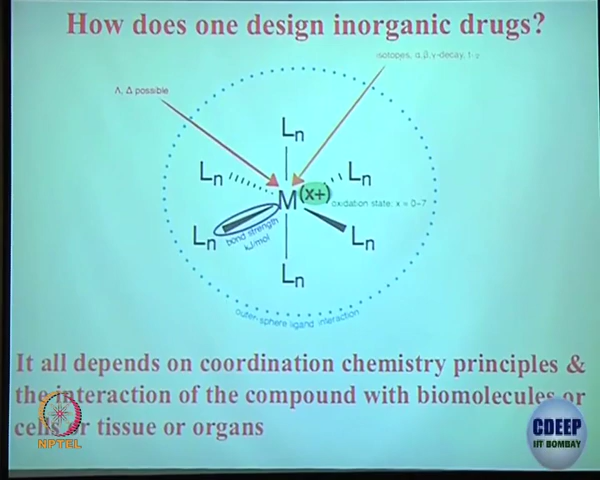 How does one design inorganic drugs?
isotopes, α,β,γ-decay, t₁/₂
Λ, Δ possible
Ln
Ln
Ln
M (x+)
oxidation state: x = 0-7
Ln
bond strength
kJ/mol
Ln
Ln
outer-sphere ligand interaction
It all depends on coordination chemistry principles &
the interaction of the compound with biomolecules or
cells or tissue or organs
NPTEL
CDEEP
IIT BOMBAY